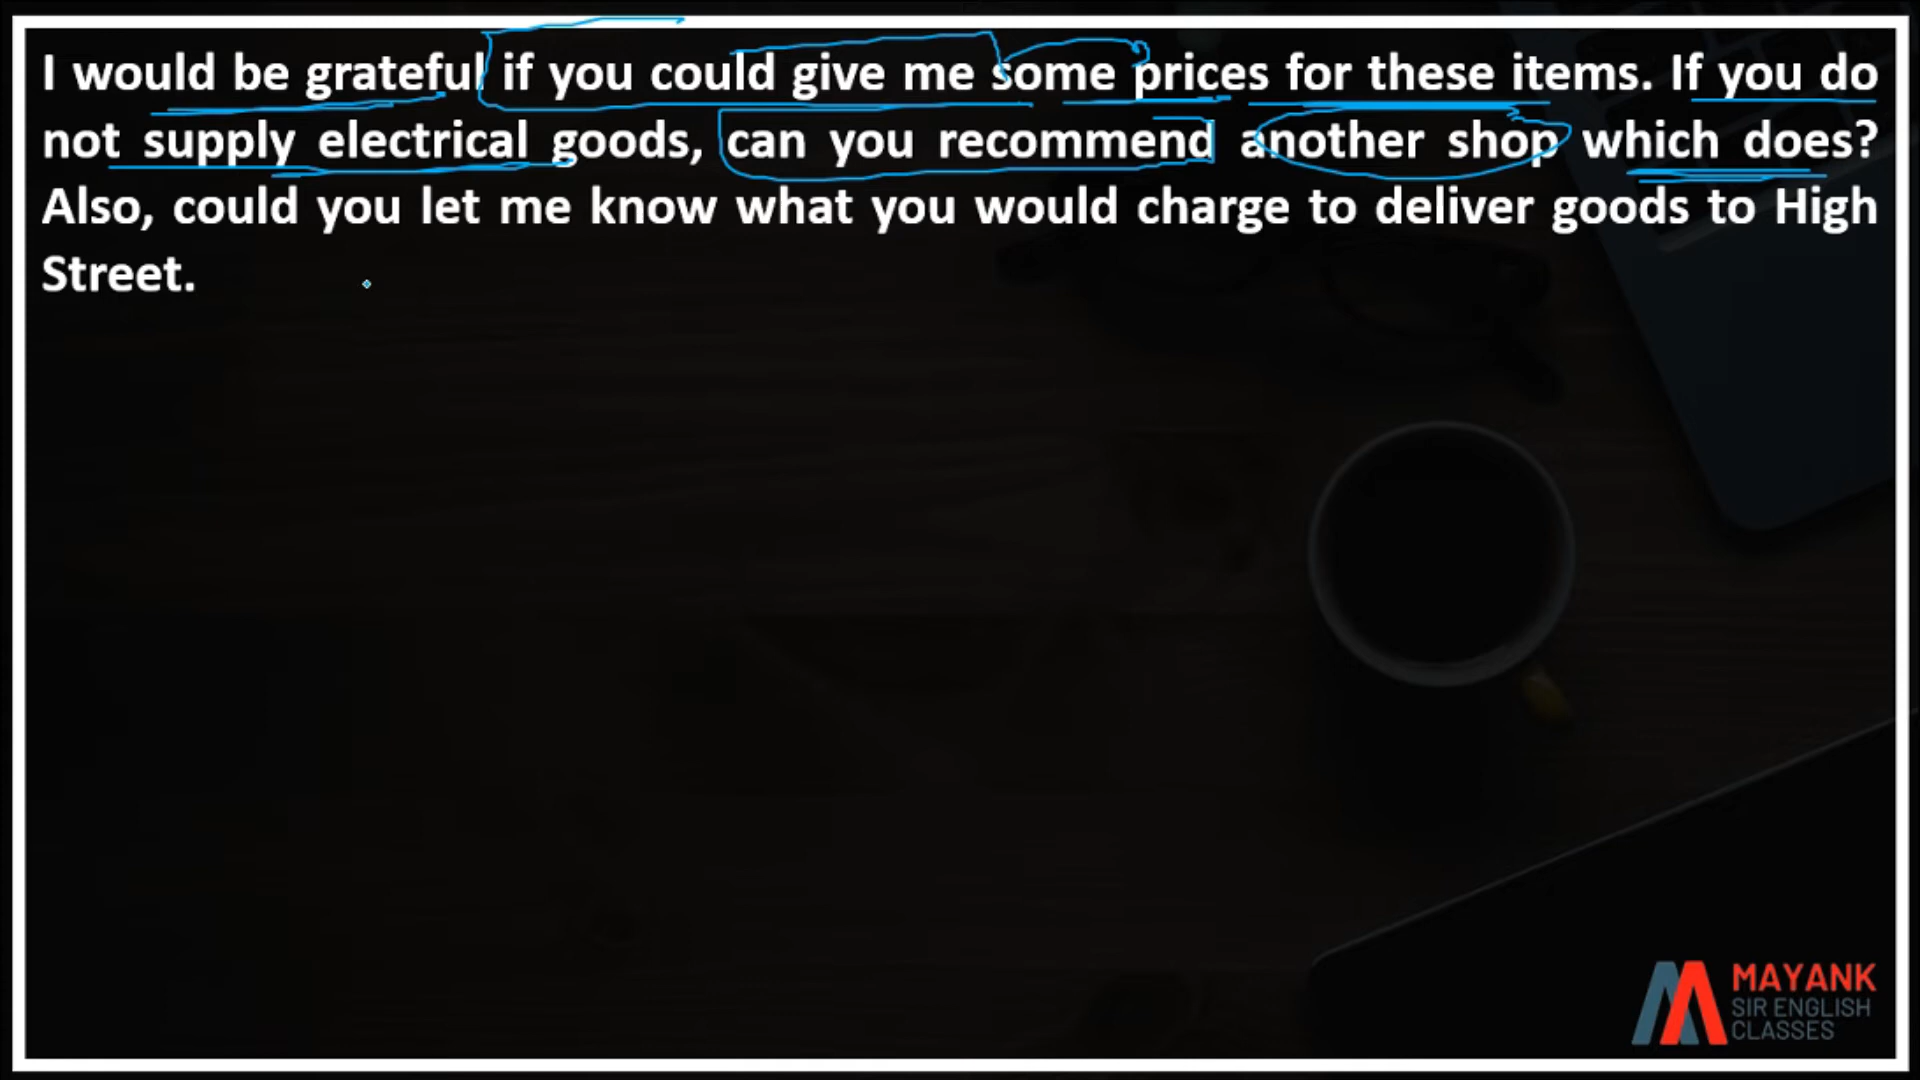 I would be grateful if you could give me some prices for these items. If you do
not supply electrical goods, can you recommend another shop which does?
Also, could you let me know what you would charge to deliver goods to High
Street.
MAYANK
SIR ENGLISH
CLASSES